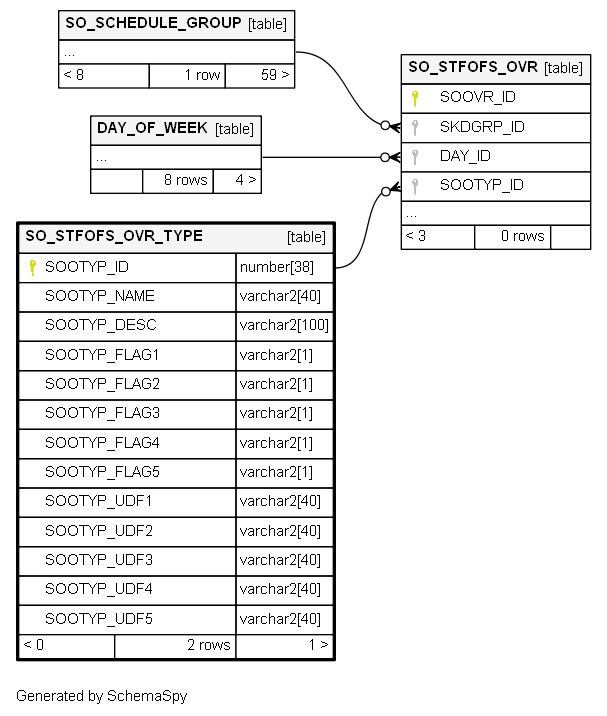 SO_SCHEDULE_GROUP [table]
...
< 8 1 row 59 >
DAY_OF_WEEK [table]
...
8 rows 4 >
SO_STFOFS_OVR [table]
SOOVR_ID
SKDGRP_ID
DAY_ID
SOOTYP_ID
...
< 3 0 rows
SO_STFOFS_OVR_TYPE [table]
SOOTYP_ID number[38]
SOOTYP_NAME varchar2[40]
SOOTYP_DESC varchar2[100]
SOOTYP_FLAG1 varchar2[1]
SOOTYP_FLAG2 varchar2[1]
SOOTYP_FLAG3 varchar2[1]
SOOTYP_FLAG4 varchar2[1]
SOOTYP_FLAG5 varchar2[1]
SOOTYP_UDF1 varchar2[40]
SOOTYP_UDF2 varchar2[40]
SOOTYP_UDF3 varchar2[40]
SOOTYP_UDF4 varchar2[40]
SOOTYP_UDF5 varchar2[40]
< 0 2 rows 1 >
Generated by SchemaSpy